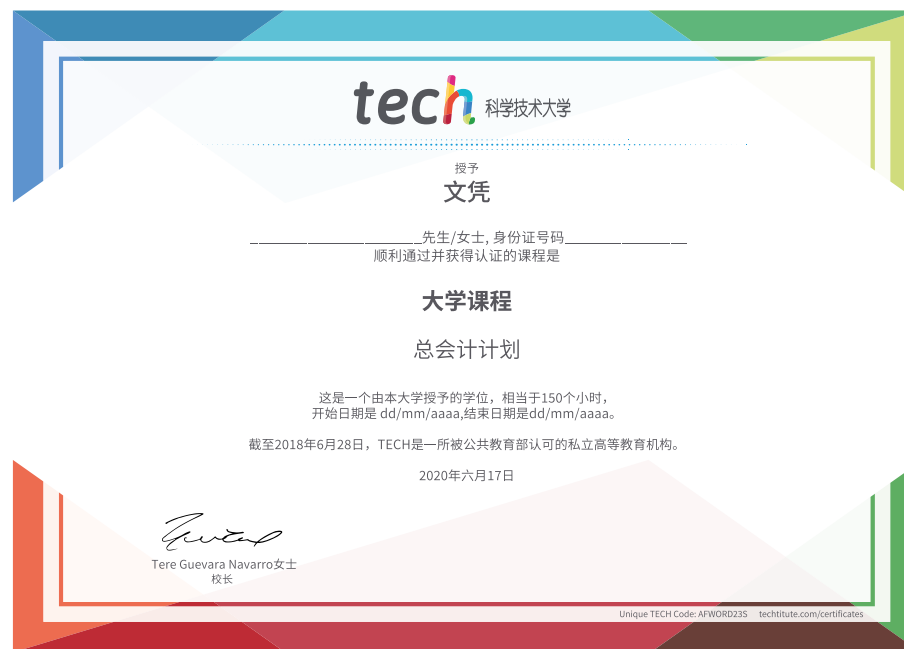 tech 科学技术大学
授予
文凭
________________________先生/女士, 身份证号码_________________
顺利通过并获得认证的课程是
大学课程
总会计计划
这是一个由本大学授予的学位，相当于150个小时，
开始日期是 dd/mm/aaaa,结束日期是dd/mm/aaaa。
截至2018年6月28日，TECH是一所被公共教育部认可的私立高等教育机构。
2020年六月17日
Tere Guevara Navarro女士
校长
Unique TECH Code: AFWORD23S techtitute.com/certificates